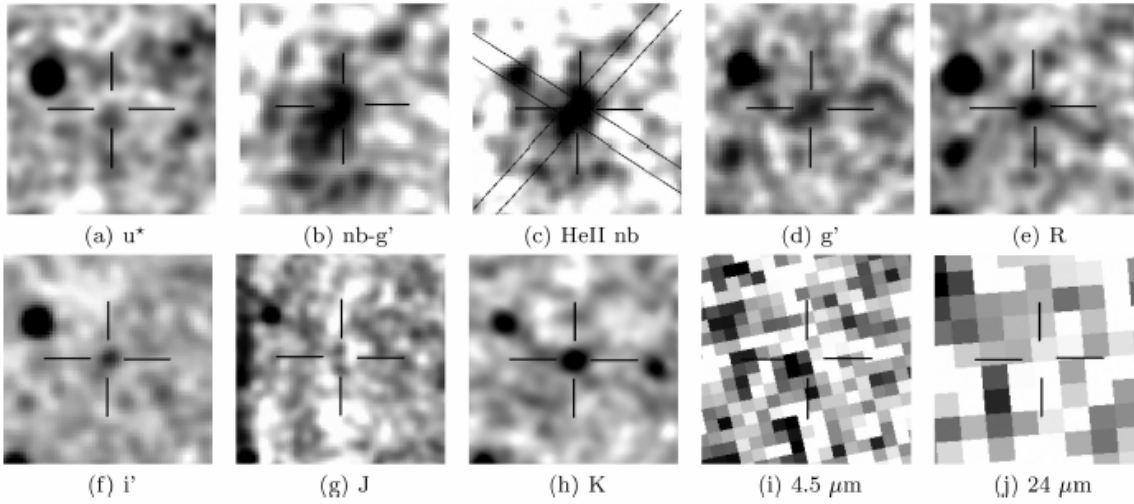 (a) u* (b) nb-g' (c) HeII nb (d) g' (e) R
(f) i' (g) J (h) K (i) 4.5 μm (j) 24 μm